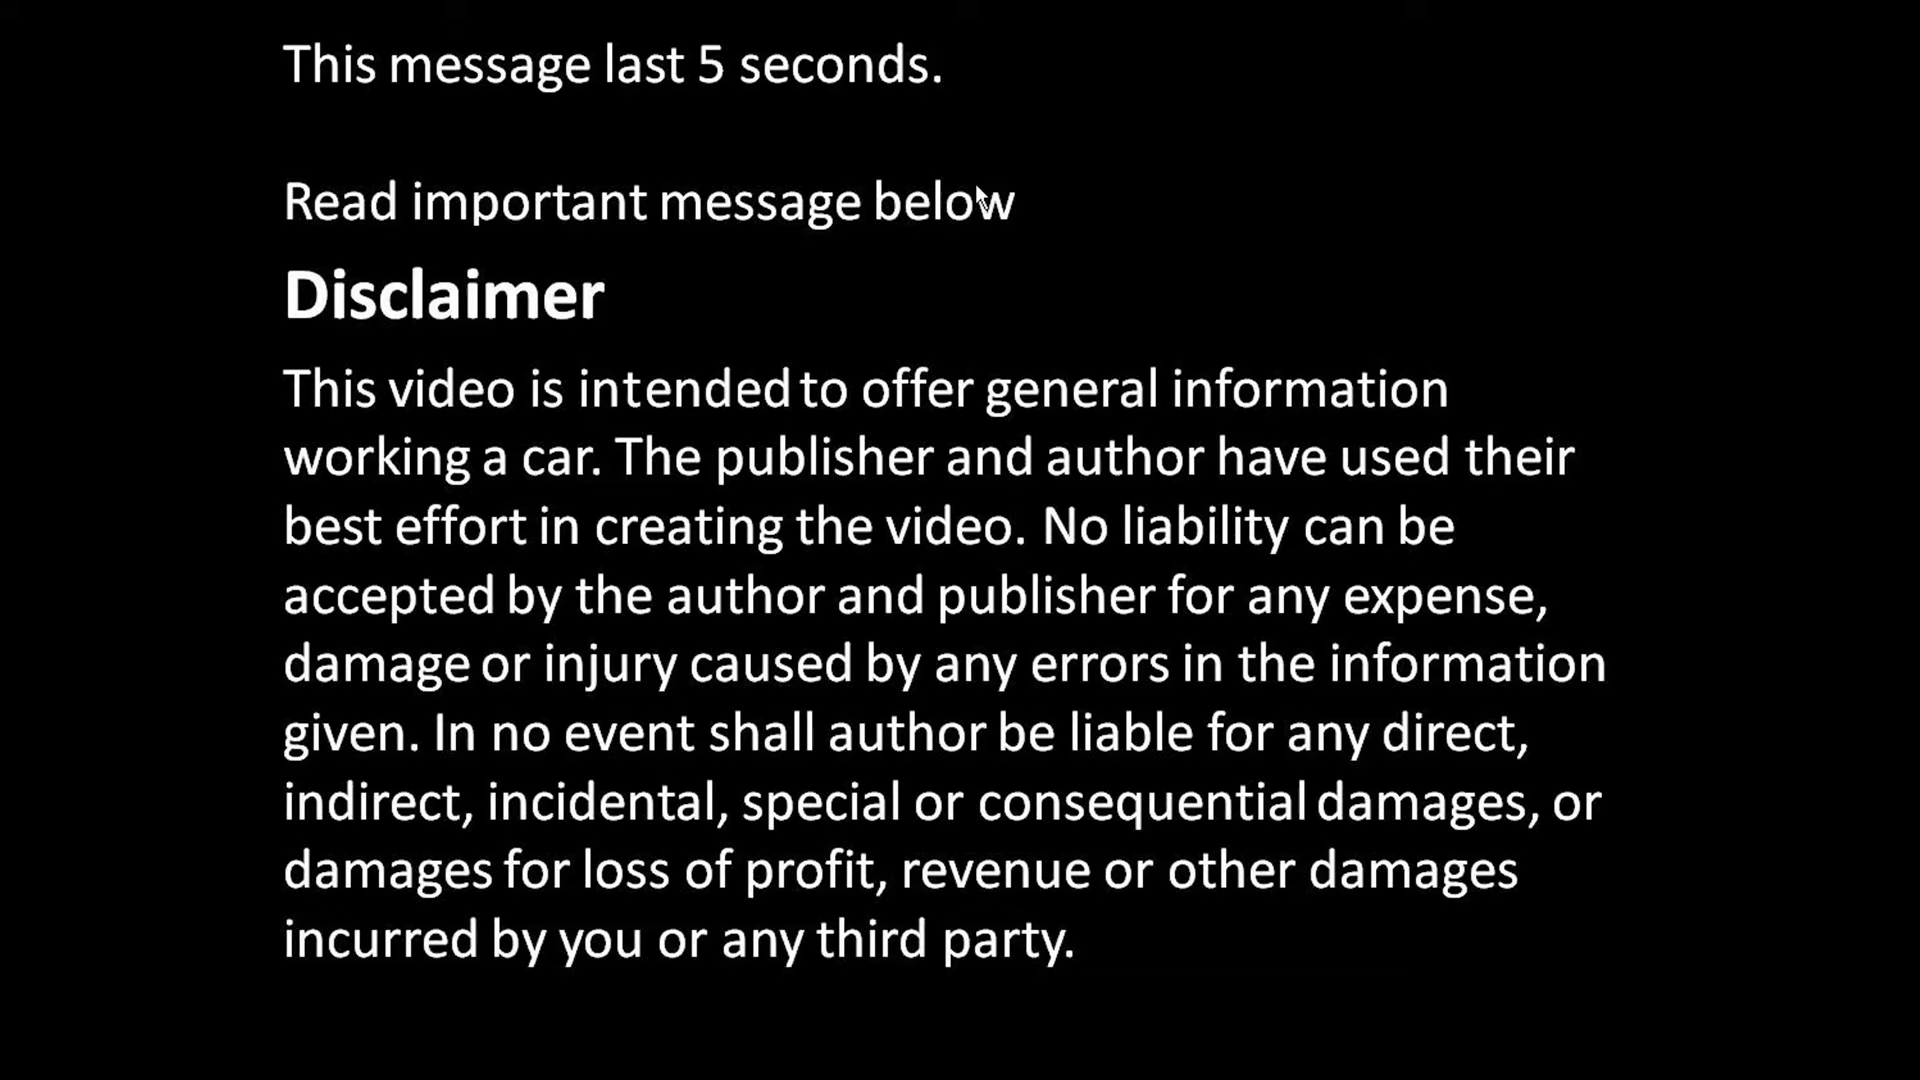 This message last 5 seconds.
Read important message below
Disclaimer
This video is intended to offer general information
working a car. The publisher and author have used their
best effort in creating the video. No liability can be
accepted by the author and publisher for any expense,
damage or injury caused by any errors in the information
given. In no event shall author be liable for any direct,
indirect, incidental, special or consequential damages, or
damages for loss of profit, revenue or other damages
incurred by you or any third party.